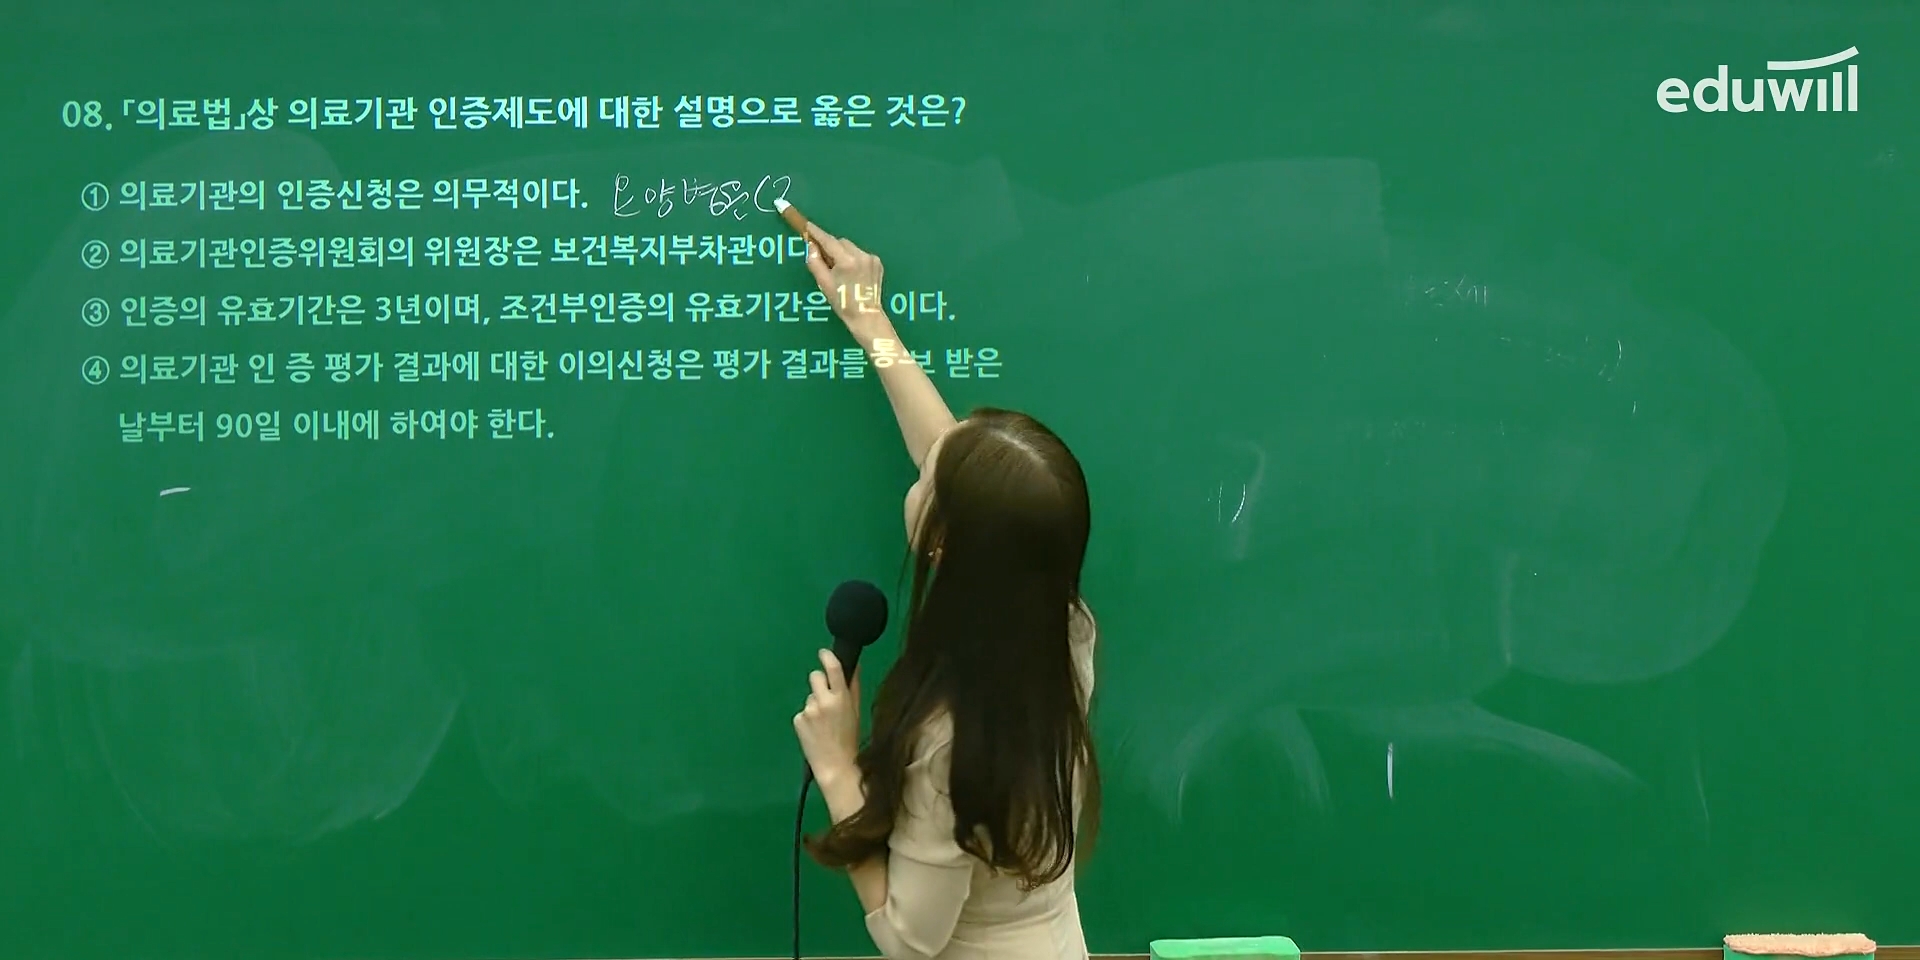 eduwill
08. 「의료법」상 의료기관 인증제도에 대한 설명으로 옳은 것은?
① 의료기관의 인증신청은 의무적이다. 요양병원(2
② 의료기관인증위원회의 위원장은 보건복지부차관이다
③ 인증의 유효기간은 3년이며, 조건부인증의 유효기간은 1년 이다.
④ 의료기관 인 증 평가 결과에 대한 이의신청은 평가 결과를 통보 받은
날부터 90일 이내에 하여야 한다.